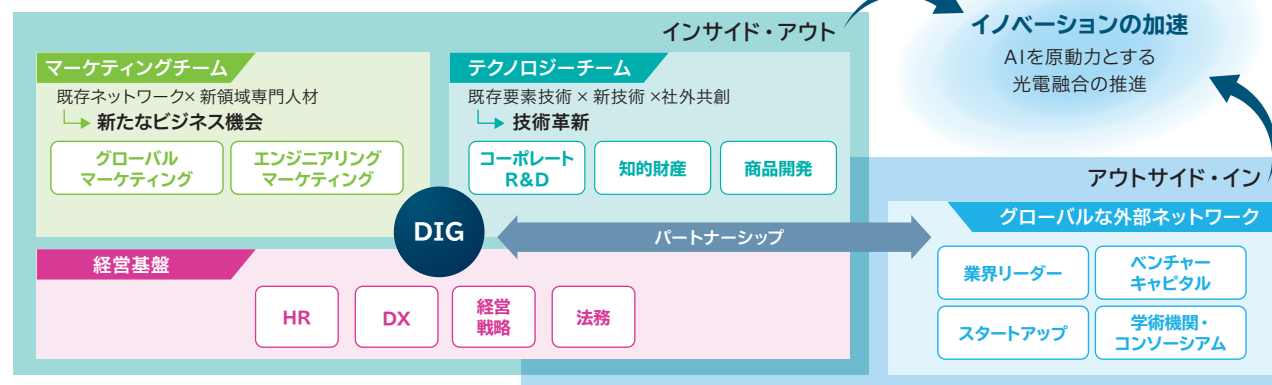 インサイド・アウト
マーケティングチーム
既存ネットワーク× 新領域専門人材
新たなビジネス機会
グローバル
マーケティング
エンジニアリング
マーケティング
テクノロジーチーム
既存要素技術 × 新技術 ×社外共創
技術革新
コーポレート
R&D
知的財産
商品開発
DIG
パートナーシップ
経営基盤
HR
DX
経営
戦略
法務
イノベーションの加速
AIを原動力とする
光電融合の推進
アウトサイド・イン
グローバルな外部ネットワーク
業界リーダー
ベンチャー
キャピタル
スタートアップ
学術機関・
コンソーシアム